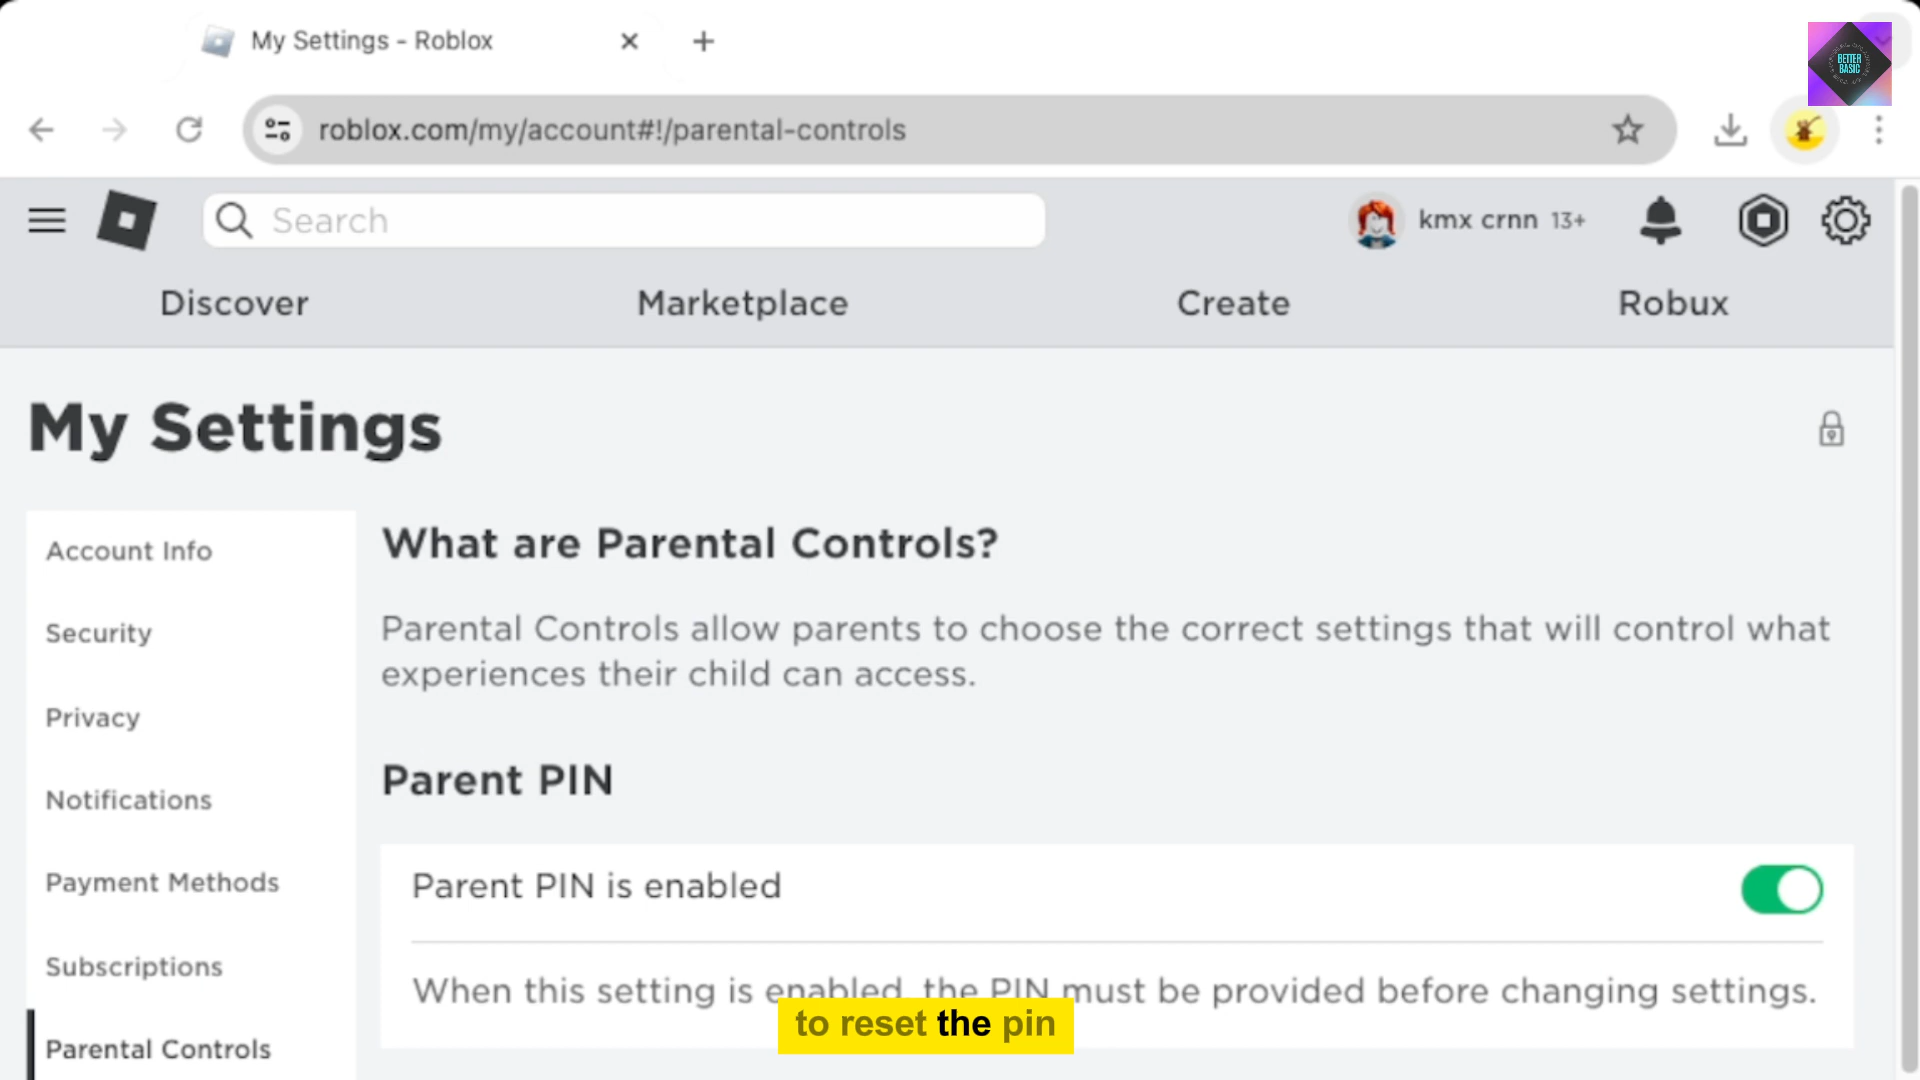 My Settings - Roblox
BETTER
BASIC
roblox.com/my/account#!/parental-controls
Search
kmx crnn 13+
Discover
Marketplace
Create
Robux
My Settings
Account Info
Security
Privacy
Notifications
Payment Methods
Subscriptions
Parental Controls
What are Parental Controls?
Parental Controls allow parents to choose the correct settings that will control what
experiences their child can access.
Parent PIN
Parent PIN is enabled
When this setting is enabled, the PIN must be provided before changing settings.
to reset the pin